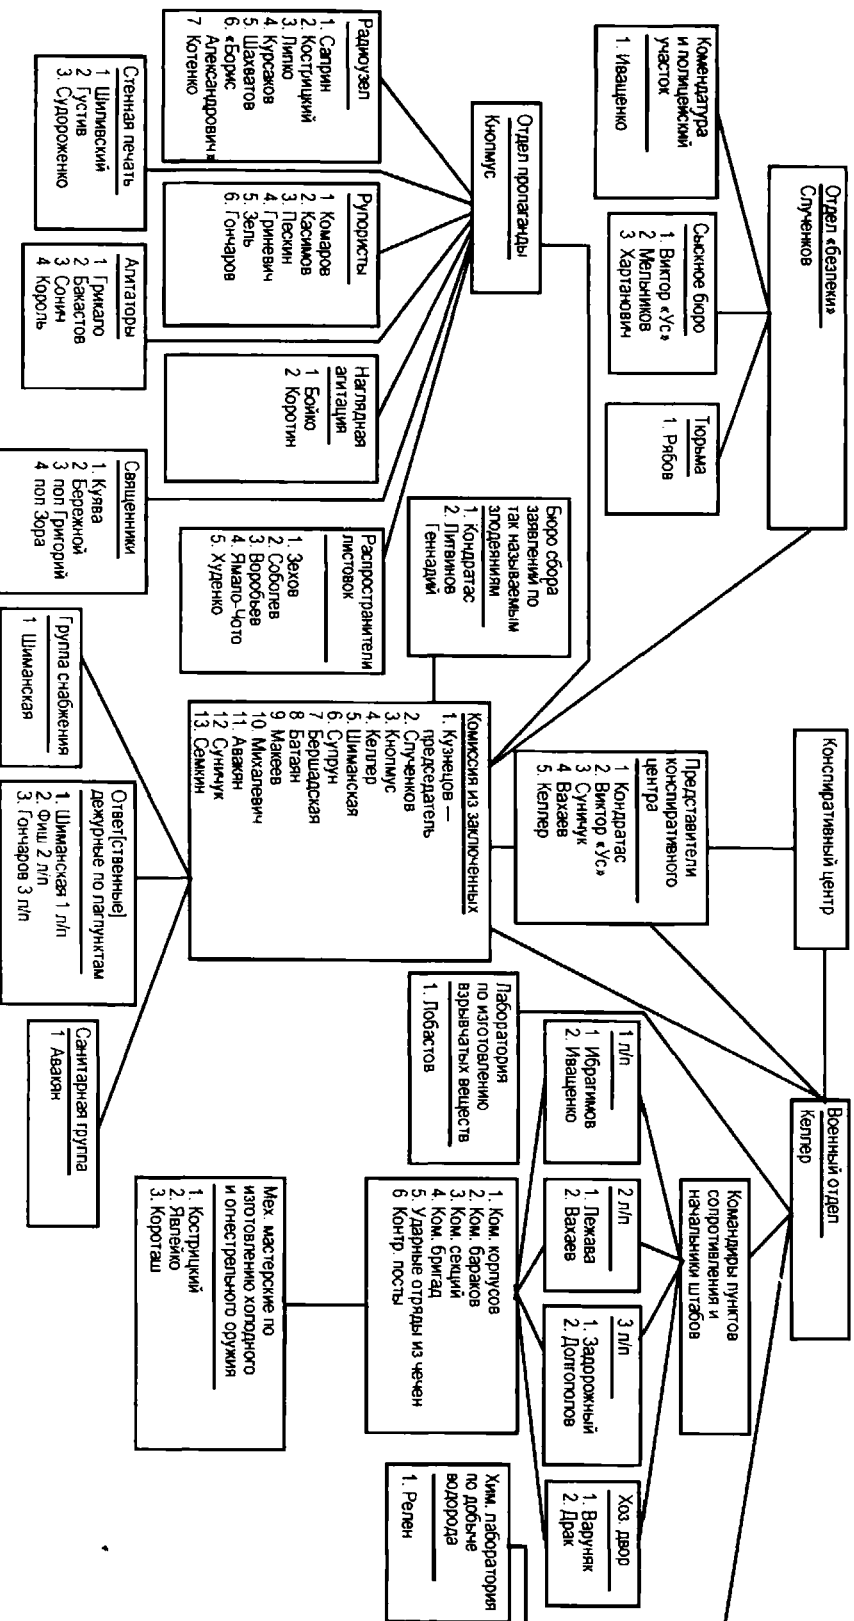 Отдел «безпеки»
Слученков
Комендатура
и полицейский
участок
1. Иващенко
Сыскное бюро
1. Виктор «Ус»
2 Мельников
3 Хартанович
Тюрьма
1. Рябов
Конспиративный центр
Военный отдел
Келлер
Отдел пропаганды
Кнопмус
Бюро сбора
заявлений по
так называемым
злодеяниям
1. Кондратас
2. Литвинов
Геннадий
Представители
конспиративного
центра
1 Кондратас
2. Виктор «Ус»
3 Суничук
4 Вахаев
5. Келлер
Командиры пунктов
сопротивления и
начальники штабов
1 л/п
1 Ибрагимов
2. Иващенко
2 л/п
1. Лежава
2. Вахаев
3 л/п
1. Задорожный
2. Долгополов
Хоз. двор
1. Варуняк
2. Драк
Радиоузел
1. Саприн
2. Кострицкий
3. Липко
4. Курсаков
5. Шахватов
6. «Борис
Александрович»
7 Котенко
Рупористы
1 Комаров
2. Касимов
3. Пескин
4. Гриневич
5. Зель
6. Гончаров
Наглядная
агитация
1 Бойко
2 Коротин
Распространители
листовок
1. Зехов
2. Соболев
3. Воробьев
4. Ямало-Чото
5. Худенко
Комиссия из заключенных
1. Кузнецов —
председатель
2. Слученков
3. Кнопмус
4. Келлер
5 Шиманская
6. Супрун
7 Бершадская
8 Батаян
9 Макеев
10. Михалевич
11. Авакян
12 Суничук
13. Семкин
Лаборатория
по изготовлению
взрывчатых веществ
1. Лобастов
1. Ком. корпусов
2. Ком. бараков
3. Ком. секций
4. Ком. бригад
5. Ударные отряды из чечен
6 Контр. посты
Хим. лаборатория
по добыче
водорода
1. Релен
Стенная печать
1 Шиливский
2 Густив
3. Судороженко
Агитаторы
1 Грикало
2 Бакастов
3 Сонич
4 Король
Священники
1. Куява
2 Бережной
3 поп Григорий
4 поп Зора
Группа снабжения
1 Шиманская
Ответ[ственные]
дежурные по лагпунктам
1. Шиманская 1 л/п
2. Фиш 2 л/п
3. Гончаров 3 л/п
Санитарная группа
1 Авакян
Мех. мастерские по
изготовлению холодного
и огнестрельного оружия
1. Кострицкий
2. Явлейко
3. Короташ